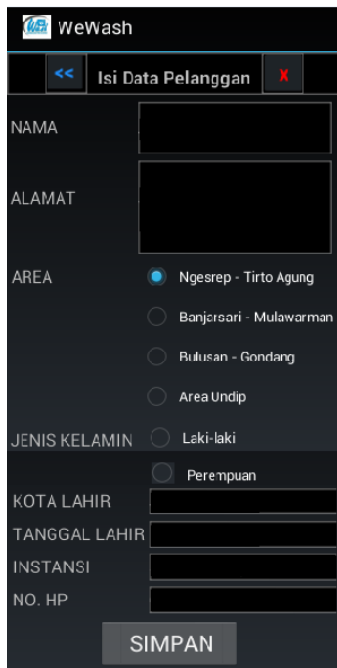 WeWash
<< Isi Data Pelanggan X
NAMA
ALAMAT
AREA Ngesrep - Tirto Agung
Banjarsari - Mulawarman
Bulusan - Gondang
Area Undip
JENIS KELAMIN Laki-laki
Perempuan
KOTA LAHIR
TANGGAL LAHIR
INSTANSI
NO. HP
SIMPAN